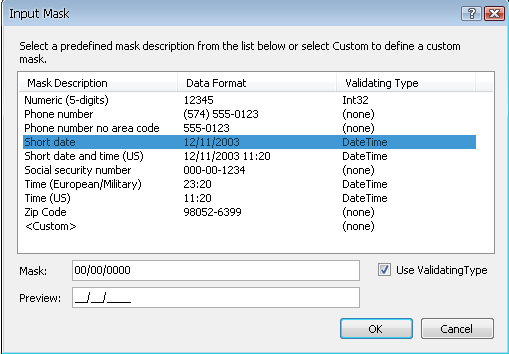 Input Mask
Select a predefined mask description from the list below or select Custom to define a custom
mask.
Mask Description Data Format Validating Type
Numeric (5-digits) 12345 Int32
Phone number (574) 555-0123 (none)
Phone number no area code 555-0123 (none)
Short date 12/11/2003 DateTime
Short date and time (US) 12/11/2003 11:20 DateTime
Social security number 000-00-1234 (none)
Time (European/Military) 23:20 DateTime
Time (US) 11:20 DateTime
Zip Code 98052-6399 (none)
<Custom> (none)
Mask: 00/00/0000 Use ValidatingType
Preview: __/__/____
OK Cancel